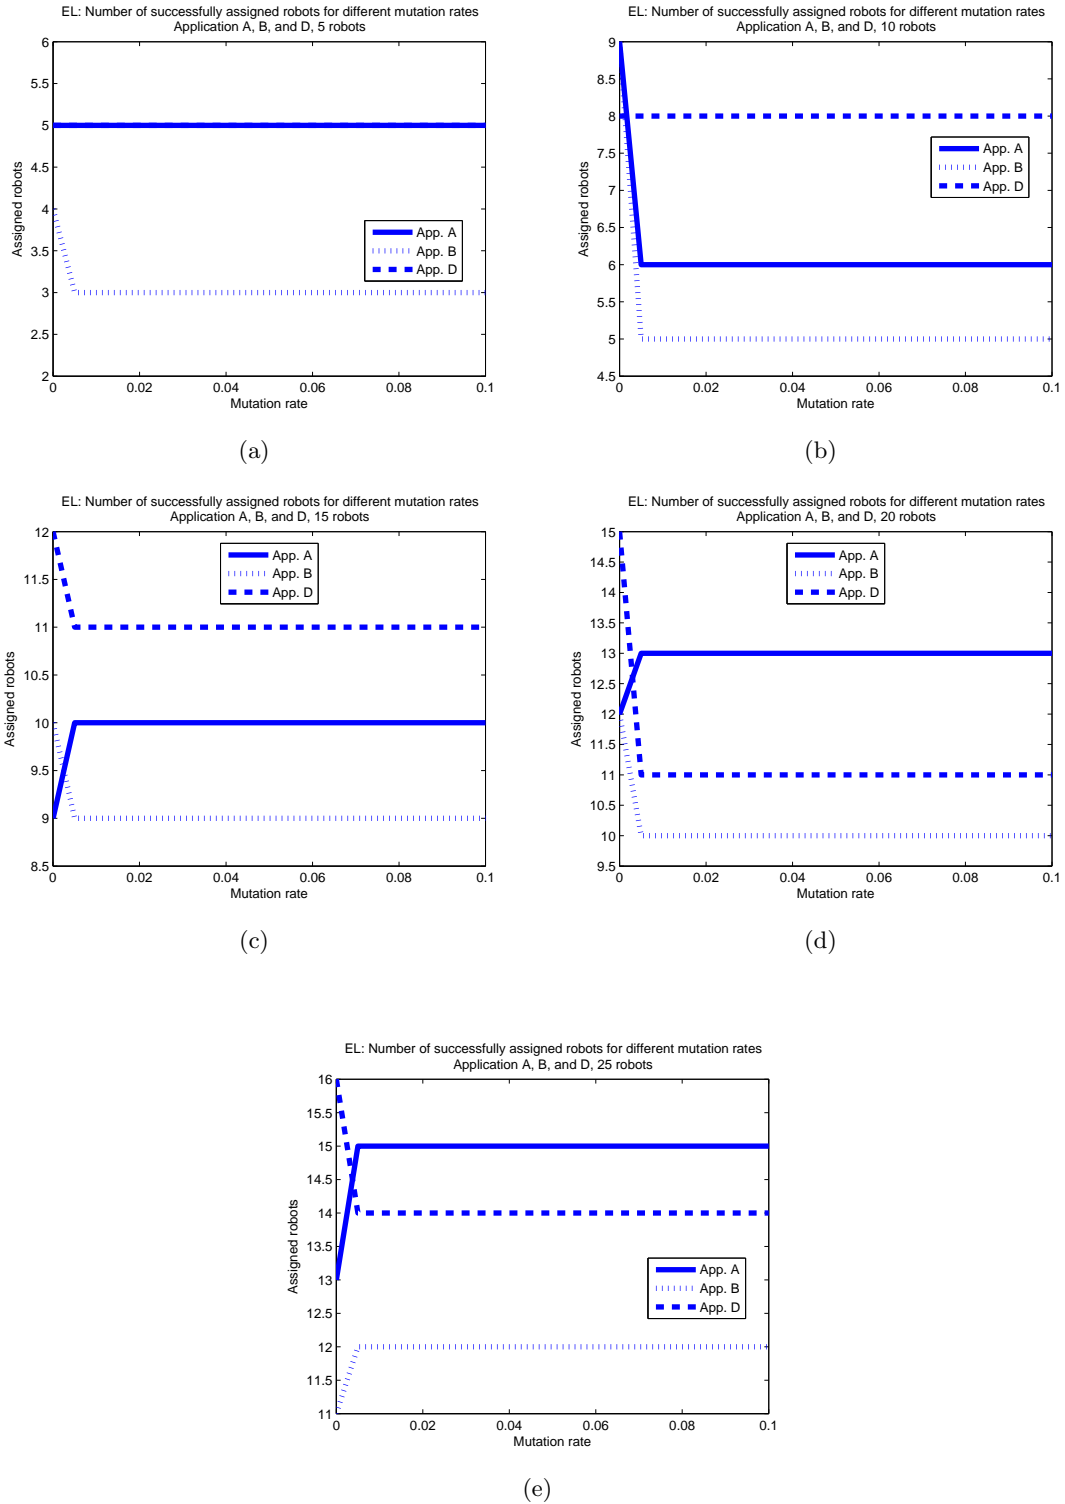 EL: Number of successfully assigned robots for different mutation rates
Application A, B, and D, 5 robots
6
5.5
5
4.5
4
3.5
3
2.5
2
Assigned robots
App. A
App. B
App. D
0 0.02 0.04 0.06 0.08 0.1
Mutation rate
(a)
EL: Number of successfully assigned robots for different mutation rates
Application A, B, and D, 10 robots
9
8.5
8
7.5
7
6.5
6
5.5
5
4.5
Assigned robots
App. A
App. B
App. D
0 0.02 0.04 0.06 0.08 0.1
Mutation rate
(b)
EL: Number of successfully assigned robots for different mutation rates
Application A, B, and D, 15 robots
12
11.5
11
10.5
10
9.5
9
8.5
Assigned robots
App. A
App. B
App. D
0 0.02 0.04 0.06 0.08 0.1
Mutation rate
(c)
EL: Number of successfully assigned robots for different mutation rates
Application A, B, and D, 20 robots
15
14.5
14
13.5
13
12.5
12
11.5
11
10.5
10
9.5
Assigned robots
App. A
App. B
App. D
0 0.02 0.04 0.06 0.08 0.1
Mutation rate
(d)
EL: Number of successfully assigned robots for different mutation rates
Application A, B, and D, 25 robots
16
15.5
15
14.5
14
13.5
13
12.5
12
11.5
11
Assigned robots
App. A
App. B
App. D
0 0.02 0.04 0.06 0.08 0.1
Mutation rate
(e)